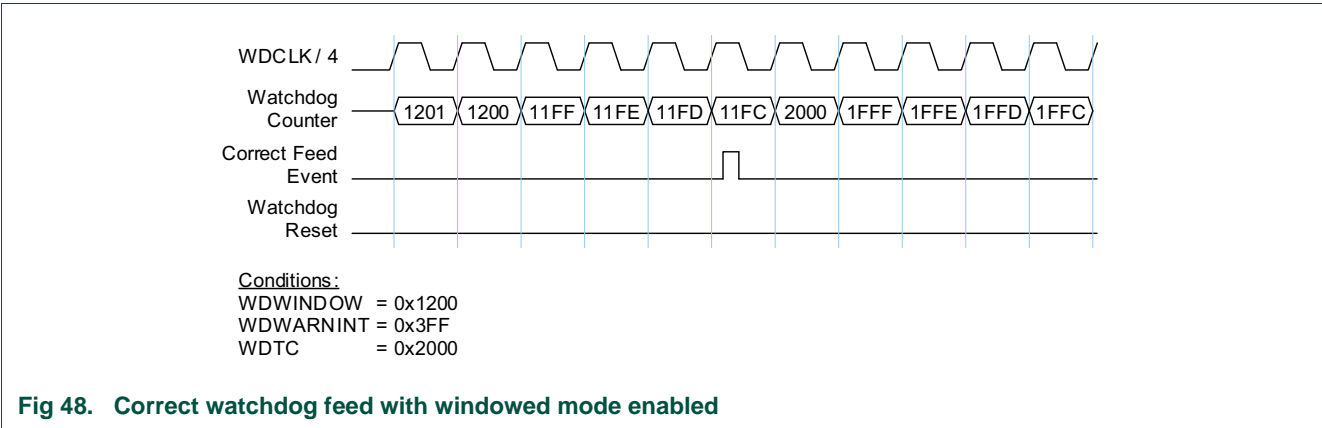 WDCLK / 4
Watchdog
Counter
1201 1200 11FF 11FE 11FD 11FC 2000 1FFF 1FFE 1FFD 1FFC
Correct Feed
Event
Watchdog
Reset
Conditions:
WDWINDOW = 0x1200
WDWARNINT = 0x3FF
WDTC = 0x2000
Fig 48. Correct watchdog feed with windowed mode enabled